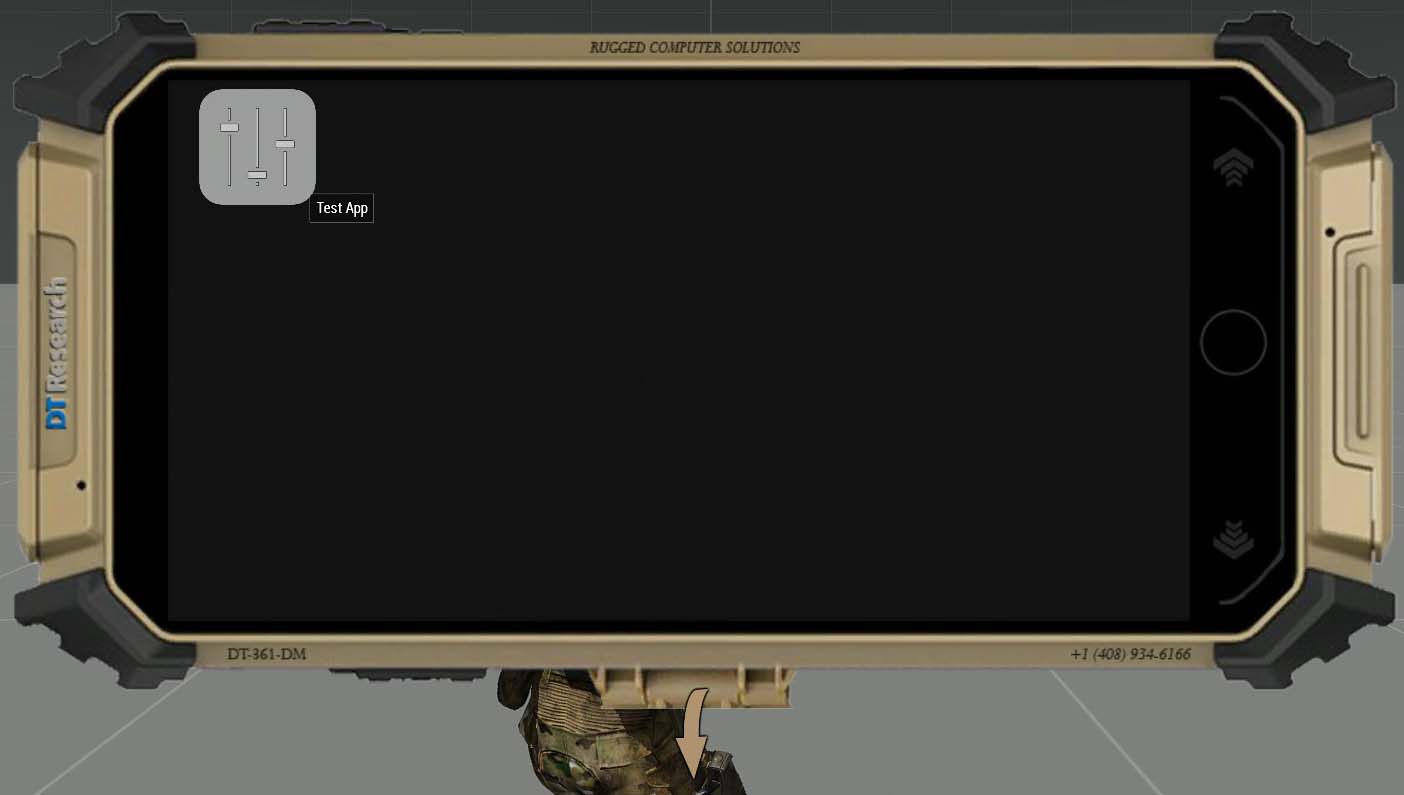 RUGGED COMPUTER SOLUTIONS
Test App
DT Research
DT-361-DM
+1 (408) 934-6166